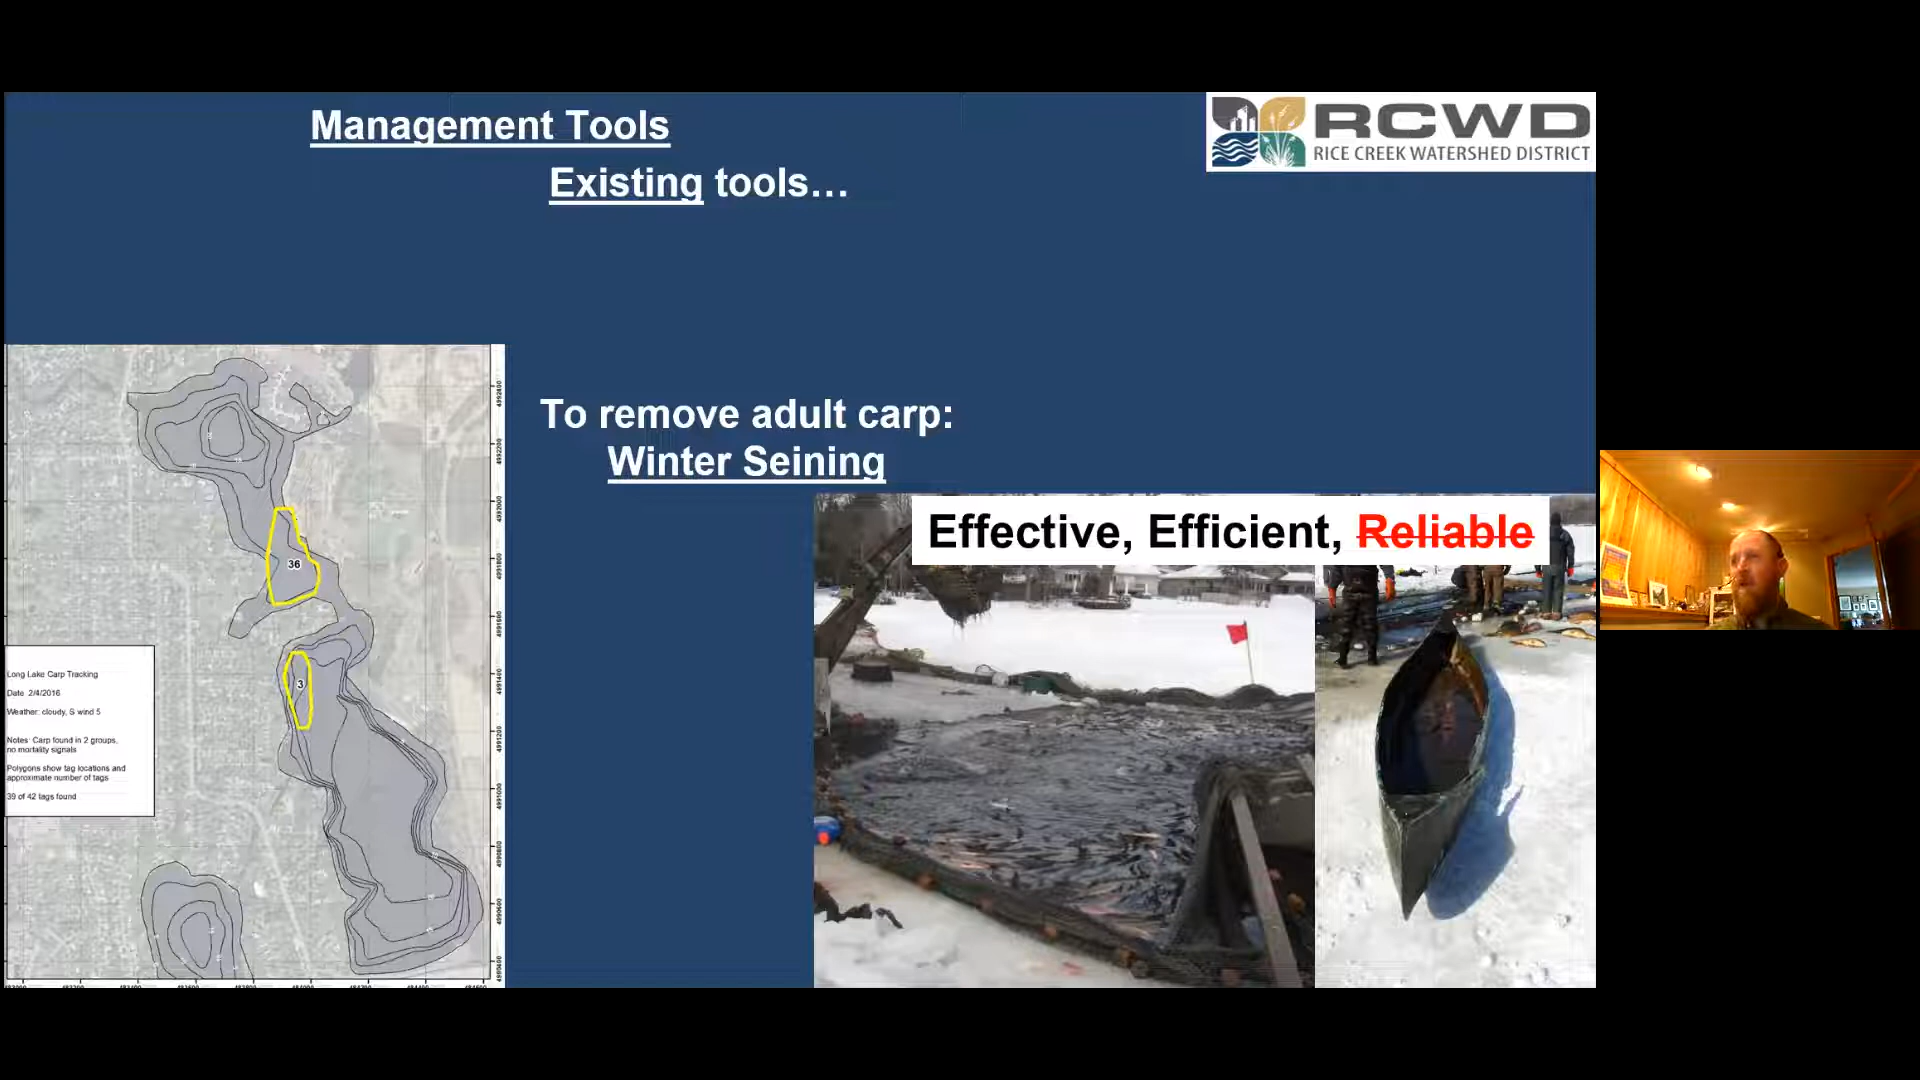 Management Tools
Existing tools…
RCWD
RICE CREEK WATERSHED DISTRICT
To remove adult carp:
Winter Seining
Effective, Efficient, Reliable
36
3
Long Lake Carp Tracking
Date 2/4/2016
Weather: cloudy, S wind 5
Notes: Carp found in 2 groups,
no mortality signals
Polygons show tag locations and
approximate number of tags
39 of 42 tags found